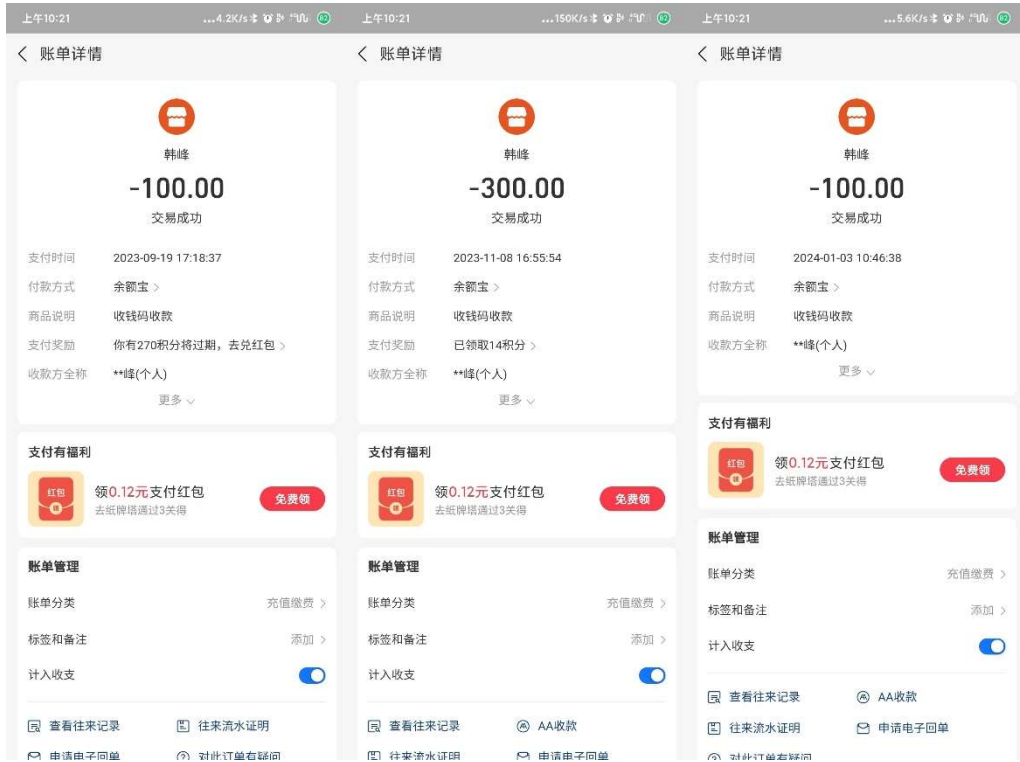 上午10:21
...4.2K/s
82
账单详情
韩峰
-100.00
交易成功
支付时间 2023-09-19 17:18:37
付款方式 余额宝 >
商品说明 收钱码收款
支付奖励 你有270积分将过期，去兑红包 >
收款方全称 **峰(个人)
更多
支付有福利
红包
领0.12元支付红包
去纸牌塔通过3关得
免费领
账单管理
账单分类 充值缴费 >
标签和备注 添加 >
计入收支
查看往来记录 往来流水证明
申请电子回单 对此订单有疑问
上午10:21
...150K/s
82
账单详情
韩峰
-300.00
交易成功
支付时间 2023-11-08 16:55:54
付款方式 余额宝 >
商品说明 收钱码收款
支付奖励 已领取14积分 >
收款方全称 **峰(个人)
更多
支付有福利
红包
领0.12元支付红包
去纸牌塔通过3关得
免费领
账单管理
账单分类 充值缴费 >
标签和备注 添加 >
计入收支
查看往来记录 AA收款
往来流水证明 申请电子回单
上午10:21
...5.6K/s
82
账单详情
韩峰
-100.00
交易成功
支付时间 2024-01-03 10:46:38
付款方式 余额宝 >
商品说明 收钱码收款
收款方全称 **峰(个人)
更多
支付有福利
红包
领0.12元支付红包
去纸牌塔通过3关得
免费领
账单管理
账单分类 充值缴费 >
标签和备注 添加 >
计入收支
查看往来记录 AA收款
往来流水证明 申请电子回单
对此订单有疑问